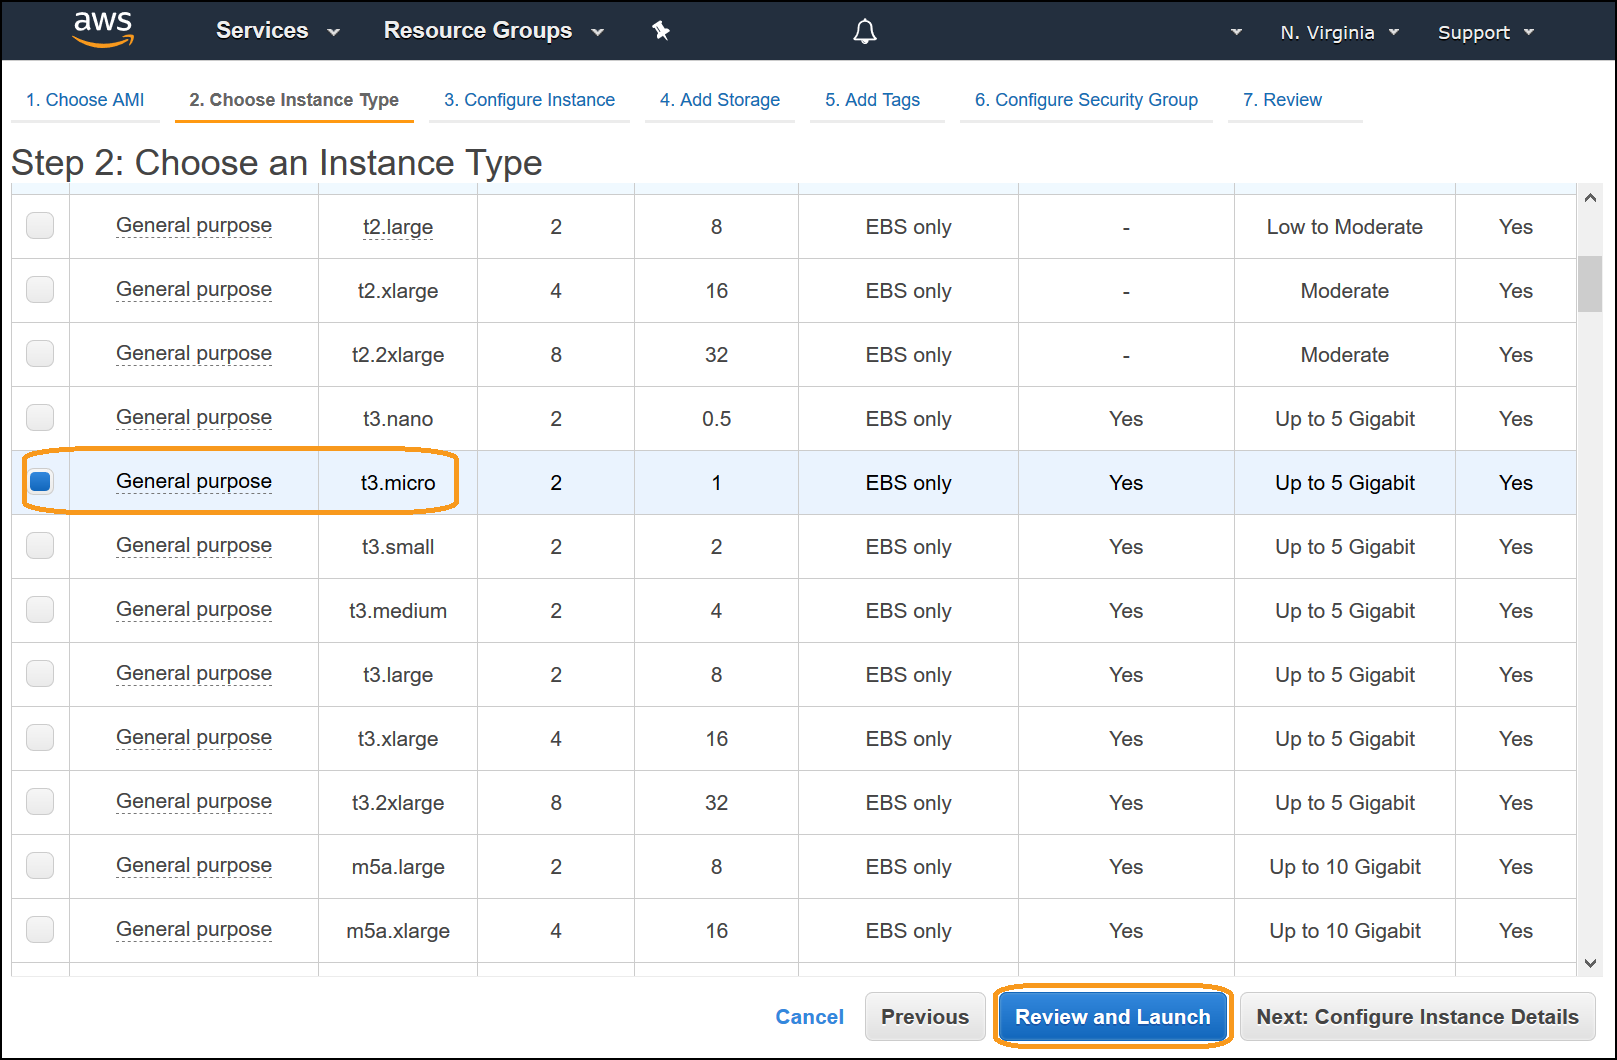 aws Services Resource Groups N. Virginia Support
1. Choose AMI 2. Choose Instance Type 3. Configure Instance 4. Add Storage 5. Add Tags 6. Configure Security Group 7. Review
Step 2: Choose an Instance Type
General purpose t2.large 2 8 EBS only - Low to Moderate Yes
General purpose t2.xlarge 4 16 EBS only - Moderate Yes
General purpose t2.2xlarge 8 32 EBS only - Moderate Yes
General purpose t3.nano 2 0.5 EBS only Yes Up to 5 Gigabit Yes
General purpose t3.micro 2 1 EBS only Yes Up to 5 Gigabit Yes
General purpose t3.small 2 2 EBS only Yes Up to 5 Gigabit Yes
General purpose t3.medium 2 4 EBS only Yes Up to 5 Gigabit Yes
General purpose t3.large 2 8 EBS only Yes Up to 5 Gigabit Yes
General purpose t3.xlarge 4 16 EBS only Yes Up to 5 Gigabit Yes
General purpose t3.2xlarge 8 32 EBS only Yes Up to 5 Gigabit Yes
General purpose m5a.large 2 8 EBS only Yes Up to 10 Gigabit Yes
General purpose m5a.xlarge 4 16 EBS only Yes Up to 10 Gigabit Yes
Cancel Previous Review and Launch Next: Configure Instance Details